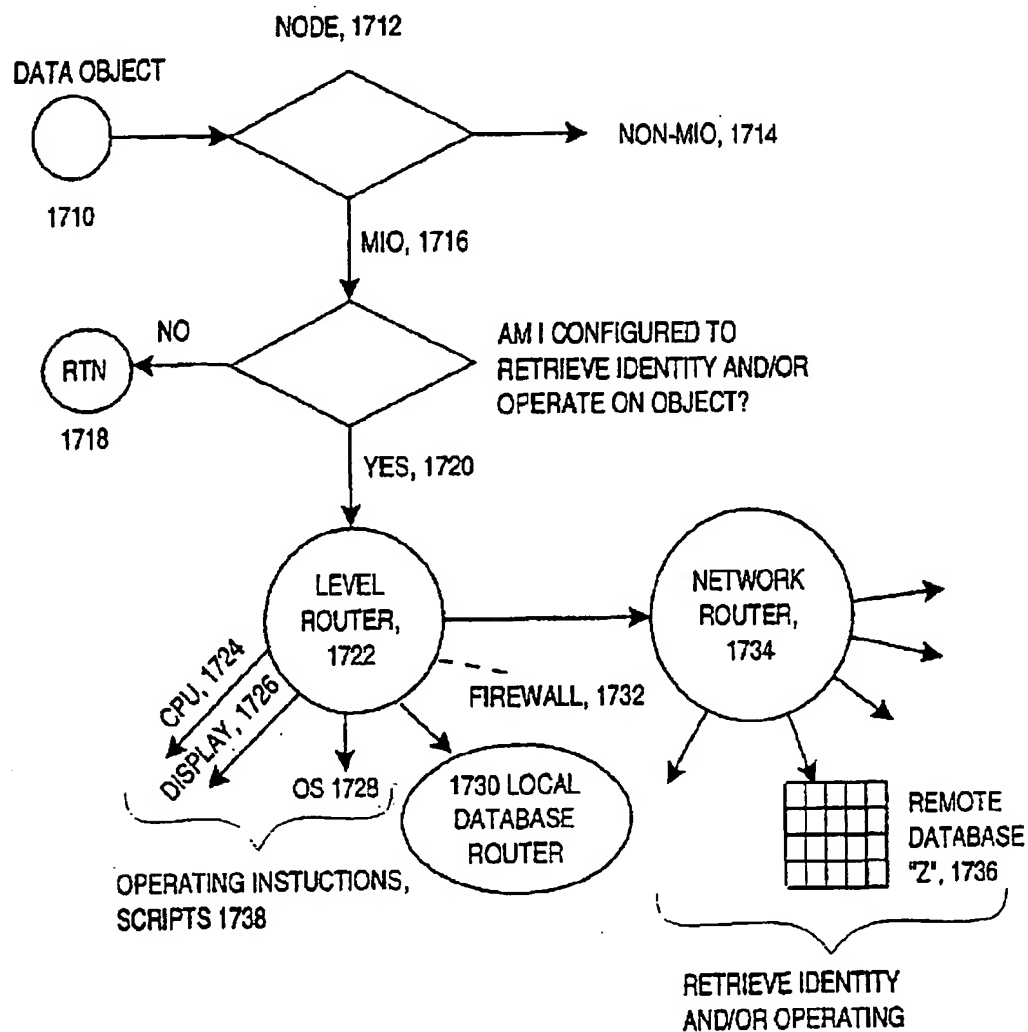 NODE, 1712
DATA OBJECT
NON-MIO, 1714
1710
MIO, 1716
NO
AM I CONFIGURED TO
RETRIEVE IDENTITY AND/OR
OPERATE ON OBJECT?
RTN
1718
YES, 1720
LEVEL
ROUTER,
1722
NETWORK
ROUTER,
1734
CPU, 1724
DISPLAY, 1726
FIREWALL, 1732
OS 1728
1730 LOCAL
DATABASE
ROUTER
REMOTE
DATABASE
"Z", 1736
OPERATING INSTUCTIONS,
SCRIPTS 1738
RETRIEVE IDENTITY
AND/OR OPERATING